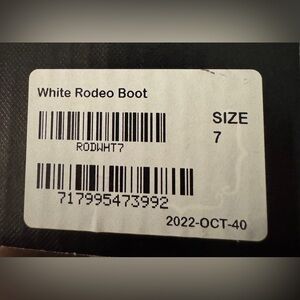 White Rodeo Boot
SIZE
7
RODWHT7
717995473992
2022-OCT-40